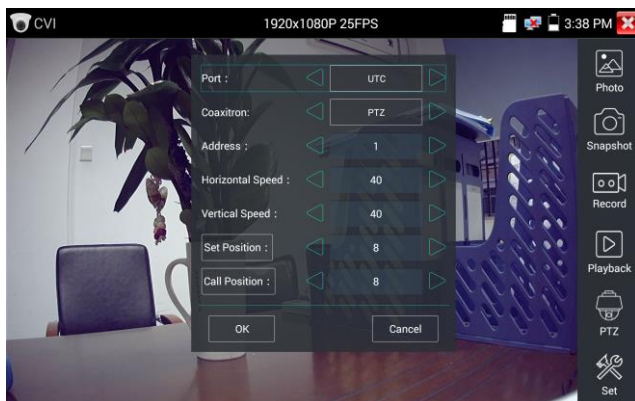 CVI 1920x1080P 25FPS 3:38 PM
Port : UTC
Coaxitron: PTZ
Address : 1
Horizontal Speed : 40
Vertical Speed : 40
Set Position : 8
Call Position : 8
OK Cancel
Photo
Snapshot
Record
Playback
PTZ
Set